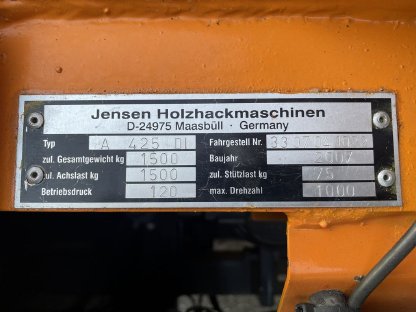 Jensen Holzhackmaschinen
D-24975 Maasbüll · Germany
Typ A 425 DI Fahrgestell Nr.
zul. Gesamtgewicht kg 1500 Baujahr 2007
zul. Achslast kg 1500 zul. Stützlast kg 75
Betriebsdruck 120 max. Drehzahl 1000